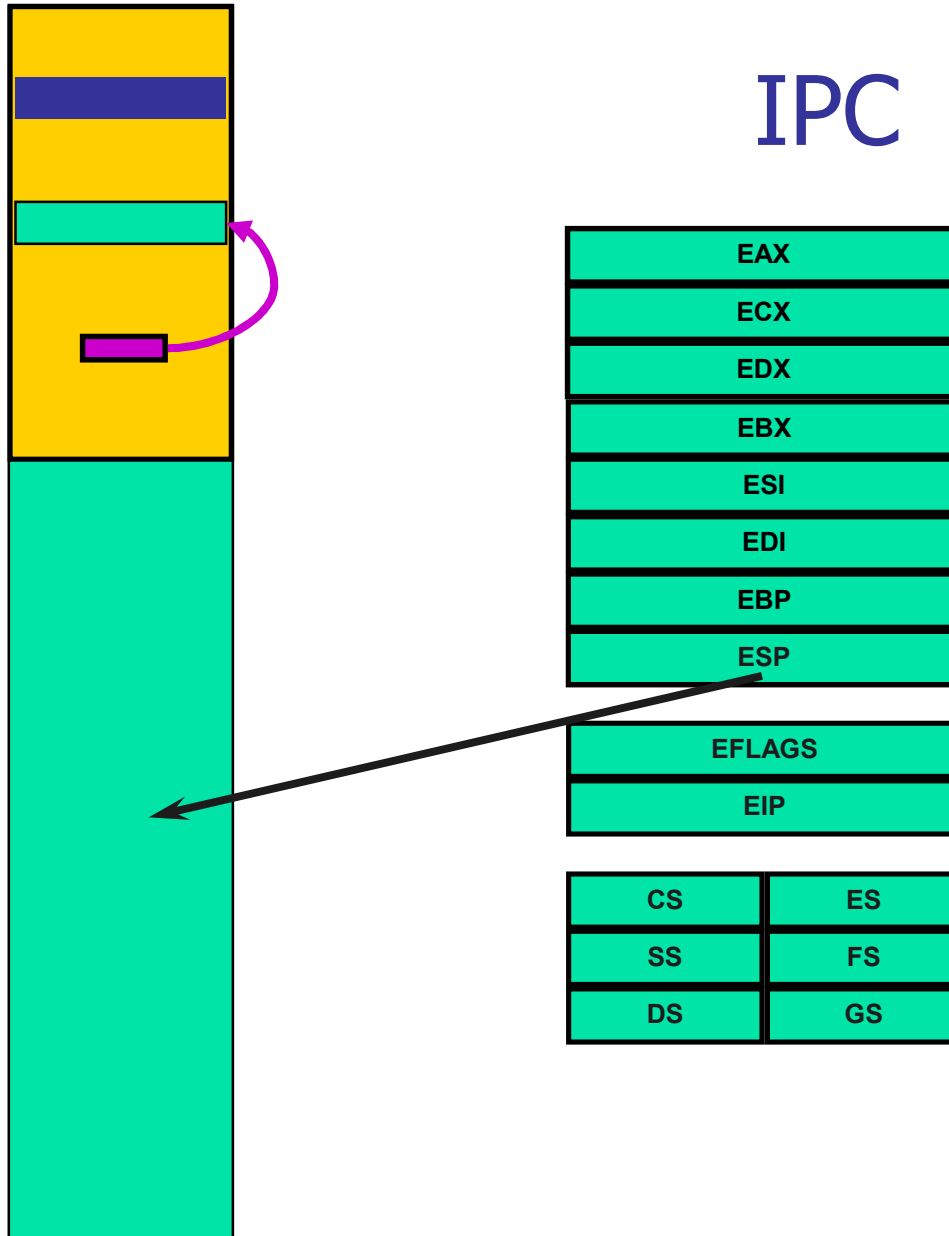 IPC
EAX
ECX
EDX
EBX
ESI
EDI
EBP
ESP
EFLAGS
EIP
CS ES
SS FS
DS GS